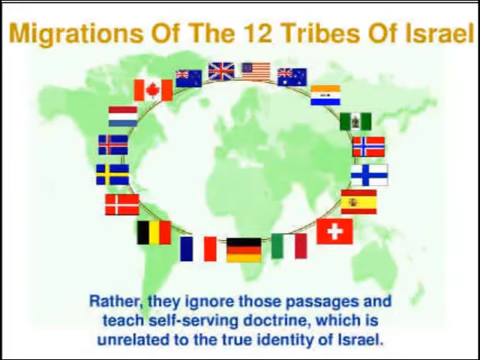 Migrations Of The 12 Tribes Of Israel
Rather, they ignore those passages and
teach self-serving doctrine, which is
unrelated to the true identity of Israel.